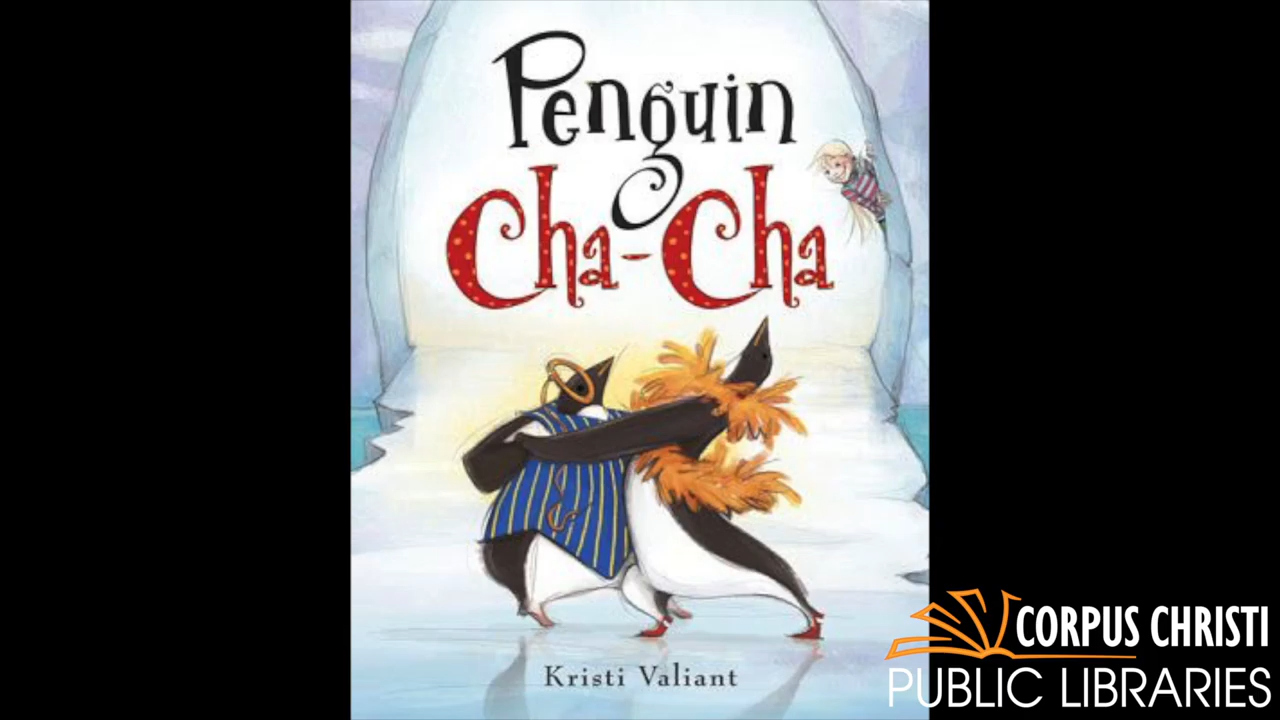 Penguin
Cha-Cha
Kristi Valiant
CORPUS CHRISTI
PUBLIC LIBRARIES